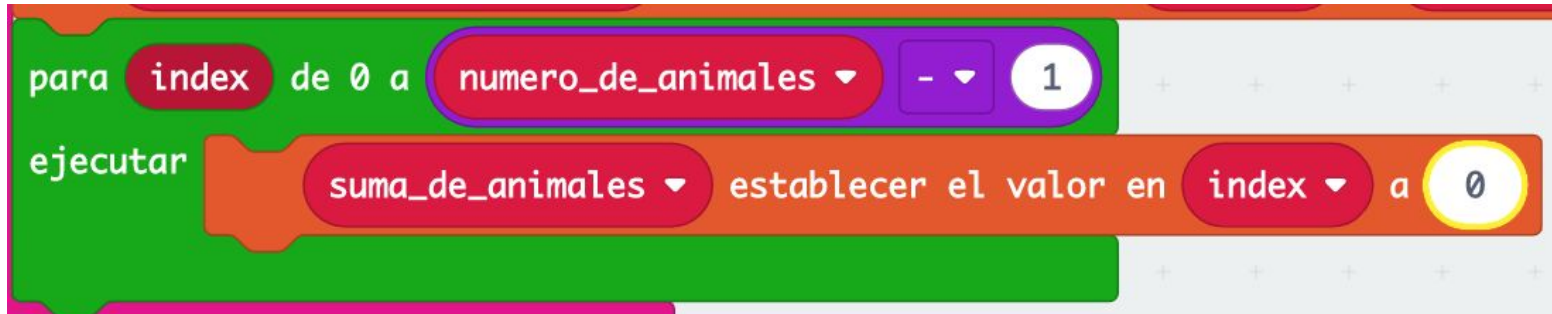 para index de 0 a numero_de_animales - 1
ejecutar suma_de_animales establecer el valor en index a 0